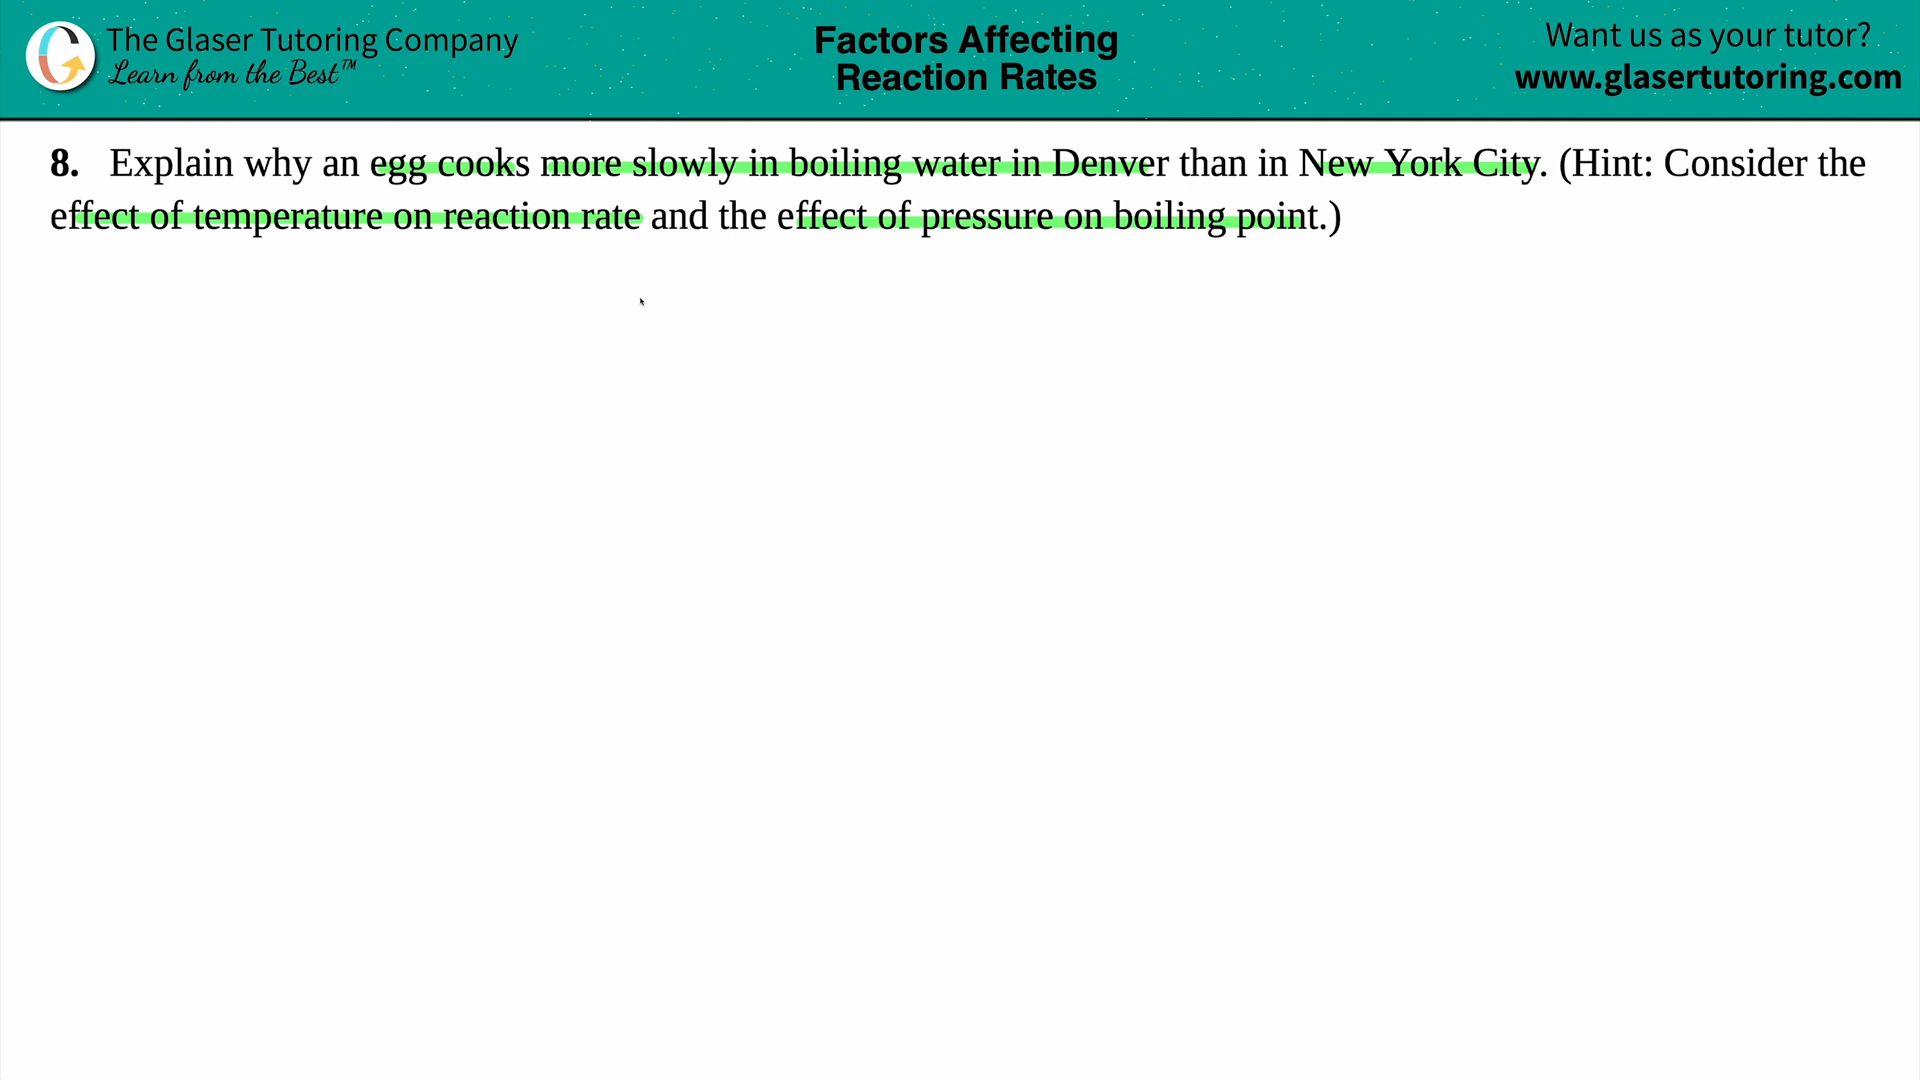 The Glaser Tutoring Company
Learn from the Best™
Factors Affecting
Reaction Rates
Want us as your tutor?
www.glasertutoring.com
8. Explain why an egg cooks more slowly in boiling water in Denver than in New York City. (Hint: Consider the
effect of temperature on reaction rate and the effect of pressure on boiling point.)